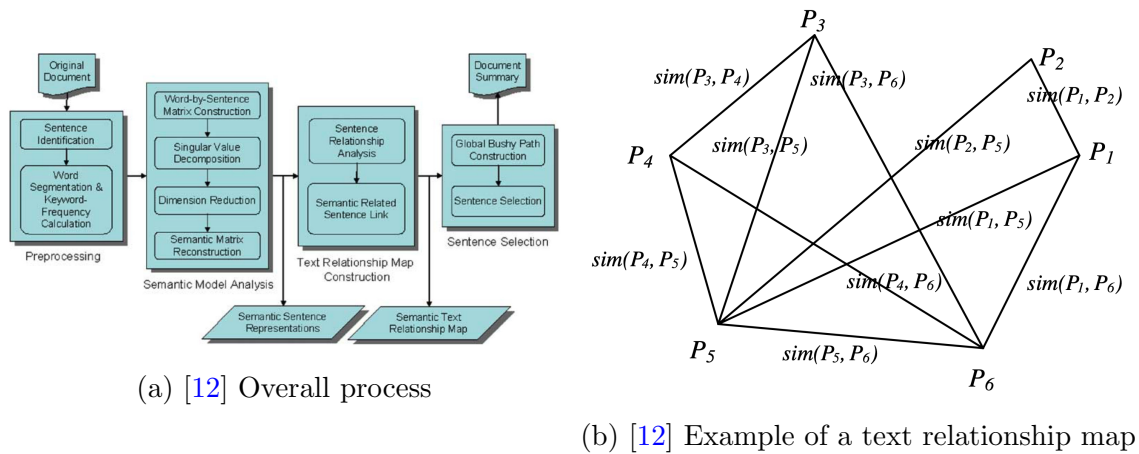 Original
Document
Sentence
Identification
Word
Segmentation &
Keyword-
Frequency
Calculation
Preprocessing
Word-by-Sentence
Matrix Construction
Singular Value
Decomposition
Dimension Reduction
Semantic Matrix
Reconstruction
Semantic Model Analysis
Sentence
Relationship
Analysis
Semantic Related
Sentence Link
Text Relationship Map
Construction
Document
Summary
Global Bushy Path
Construction
Sentence Selection
Sentence Selection
Semantic Sentence
Representations
Semantic Text
Relationship Map
(a) [12] Overall process
P3
P2
sim(P3, P4)
sim(P3, P6)
sim(P1, P2)
P4
sim(P3, P5)
sim(P2, P5)
P1
sim(P1, P5)
sim(P4, P5)
sim(P4, P6)
sim(P1, P6)
P5
sim(P5, P6)
P6
(b) [12] Example of a text relationship map